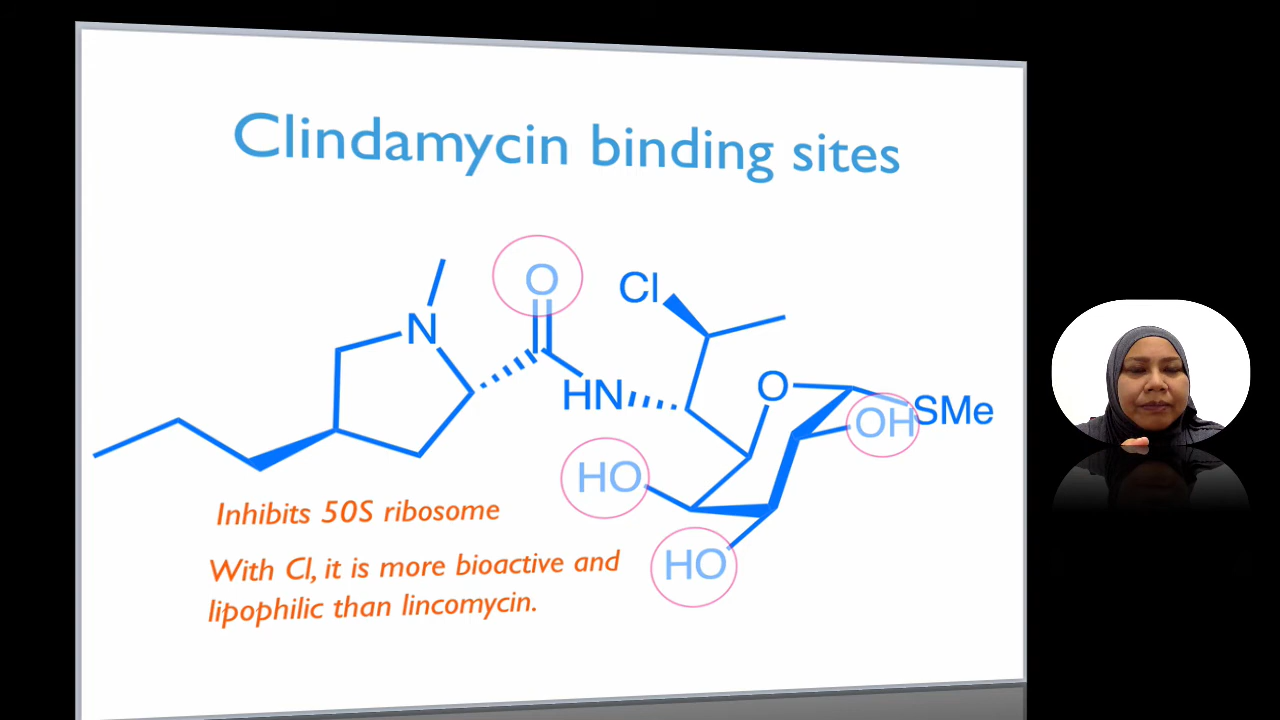 Clindamycin binding sites
O
Cl
N
HN
O
SMe
OH
HO
HO
Inhibits 50S ribosome
With Cl, it is more bioactive and
lipophilic than lincomycin.